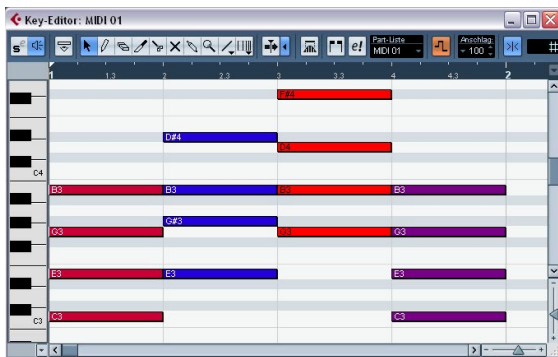 Key-Editor: MIDI 01
s e! Part-Liste Anschlag:
MIDI 01 100 #
1 1.3 2 2.3 3 3.3 4 4.3 2
F#4
D#4
D4
C4
B3 B3 B3 B3
G#3
G3 G3 G3
E3 E3 E3
C3 C3 C3